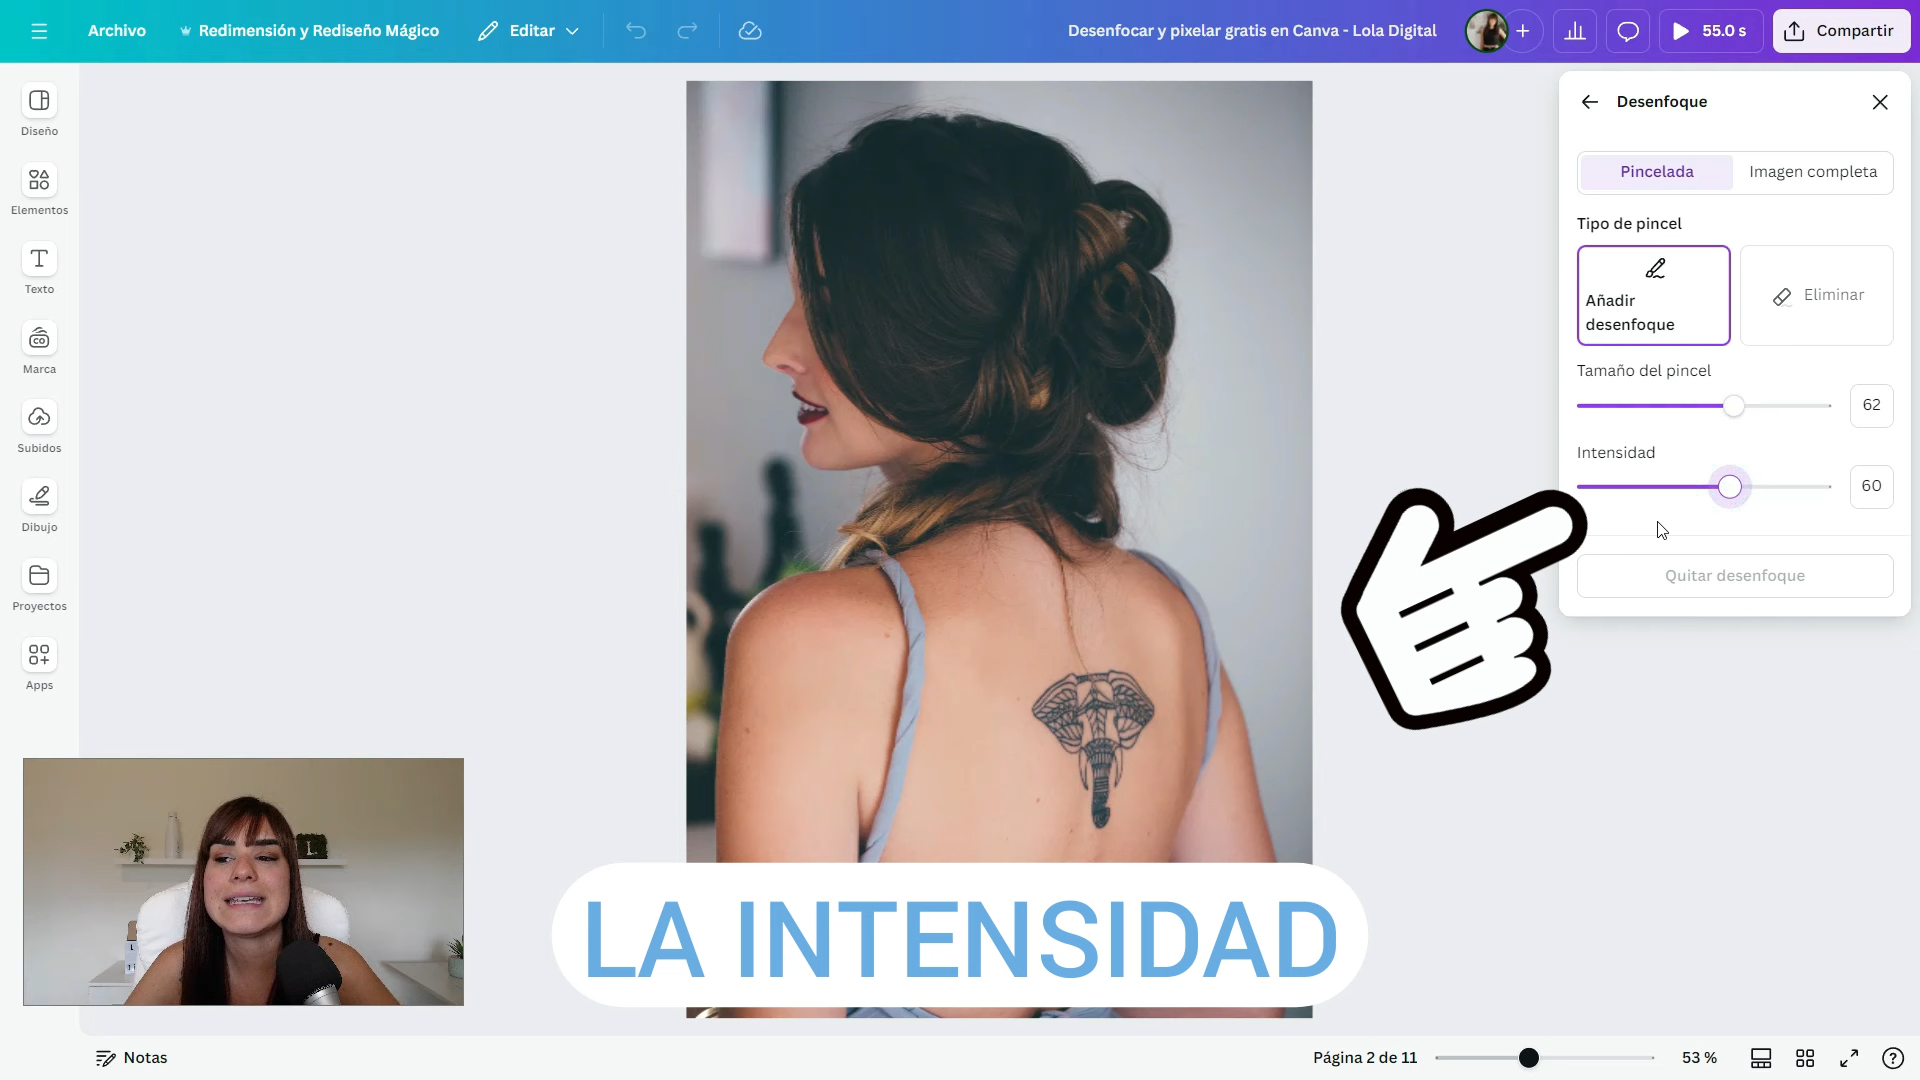 Archivo
Redimensión y Rediseño Mágico
Editar
Desenfocar y pixelar gratis en Canva - Lola Digital
55.0 s
Compartir
Diseño
Elementos
Texto
Marca
Subidos
Dibujo
Proyectos
Apps
Desenfoque
Pincelada
Imagen completa
Tipo de pincel
Añadir
desenfoque
Eliminar
Tamaño del pincel
62
Intensidad
60
Quitar desenfoque
LA INTENSIDAD
Notas
Página 2 de 11
53 %